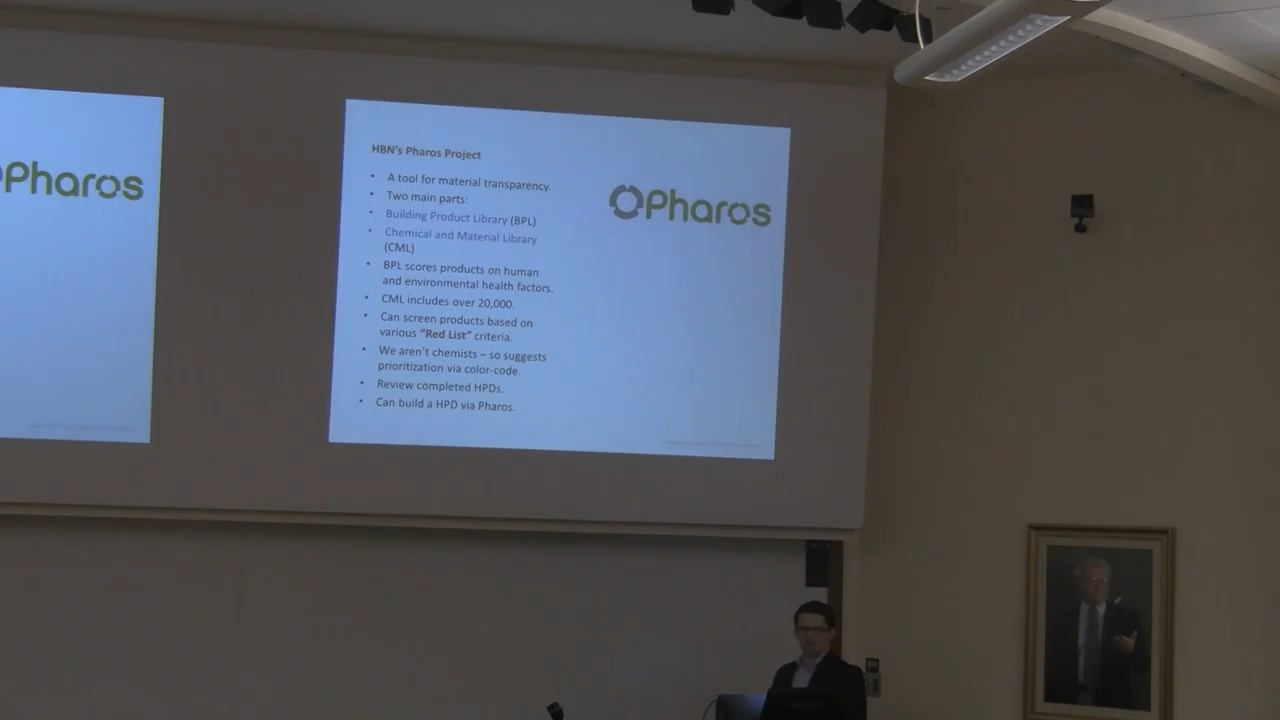 Pharos
HBN's Pharos Project
• A tool for material transparency.
• Two main parts:
• Building Product Library (BPL)
• Chemical and Material Library
(CML)
• BPL scores products on human
and environmental health factors.
• CML includes over 20,000.
• Can screen products based on
various "Red List" criteria.
• We aren't chemists – so suggests
prioritization via color-code.
• Review completed HPDs.
• Can build a HPD via Pharos.
Pharos